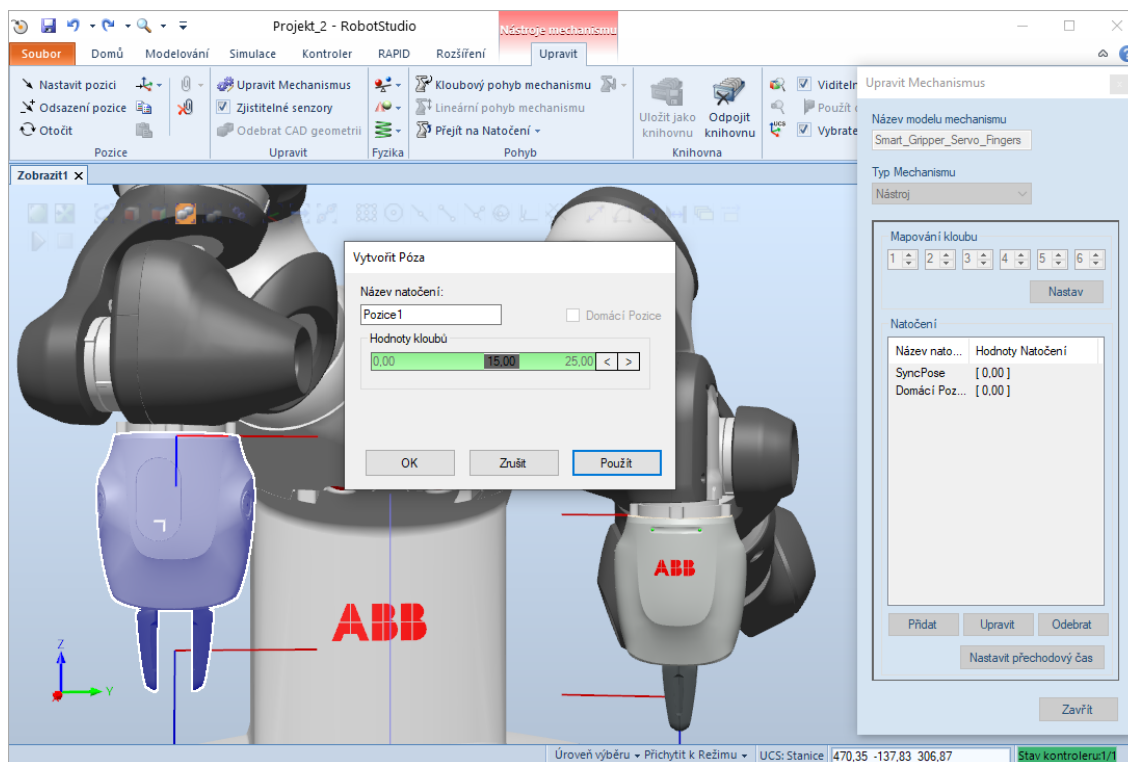 Projekt_2 - RobotStudio
Nástroje mechanismu
Soubor Domů Modelování Simulace Kontroler RAPID Rozšíření Upravit
Nastavit pozici
Odsazení pozice
Otočit
Pozice
Upravit Mechanismus
Zjistitelné senzory
Odebrat CAD geometrii
Upravit
Fyzika
Kloubový pohyb mechanismu
Lineární pohyb mechanismu
Přejít na Natočení
Pohyb
Uložit jako knihovnu
Odpojit knihovnu
Knihovna
UCS
Viditeln
Použít
Vybrate
Zobrazit1
Vytvořit Póza
Název natočení:
Pozice1
Domácí Pozice
Hodnoty kloubů
0,00 15,00 25,00 < >
OK Zrušit Použít
ABB
ABB
Z
Y
Upravit Mechanismus
Název modelu mechanismu
Smart_Gripper_Servo_Fingers
Typ Mechanismu
Nástroj
Mapování kloubu
1 2 3 4 5 6
Nastav
Natočení
Název nato... Hodnoty Natočení
SyncPose [ 0,00 ]
Domácí Poz... [ 0,00 ]
Přidat Upravit Odebrat
Nastavit přechodový čas
Zavřít
Úroveň výběru Přichytit k Režimu UCS: Stanice 470,35 -137,83 306,87 Stav kontroleru:1/1